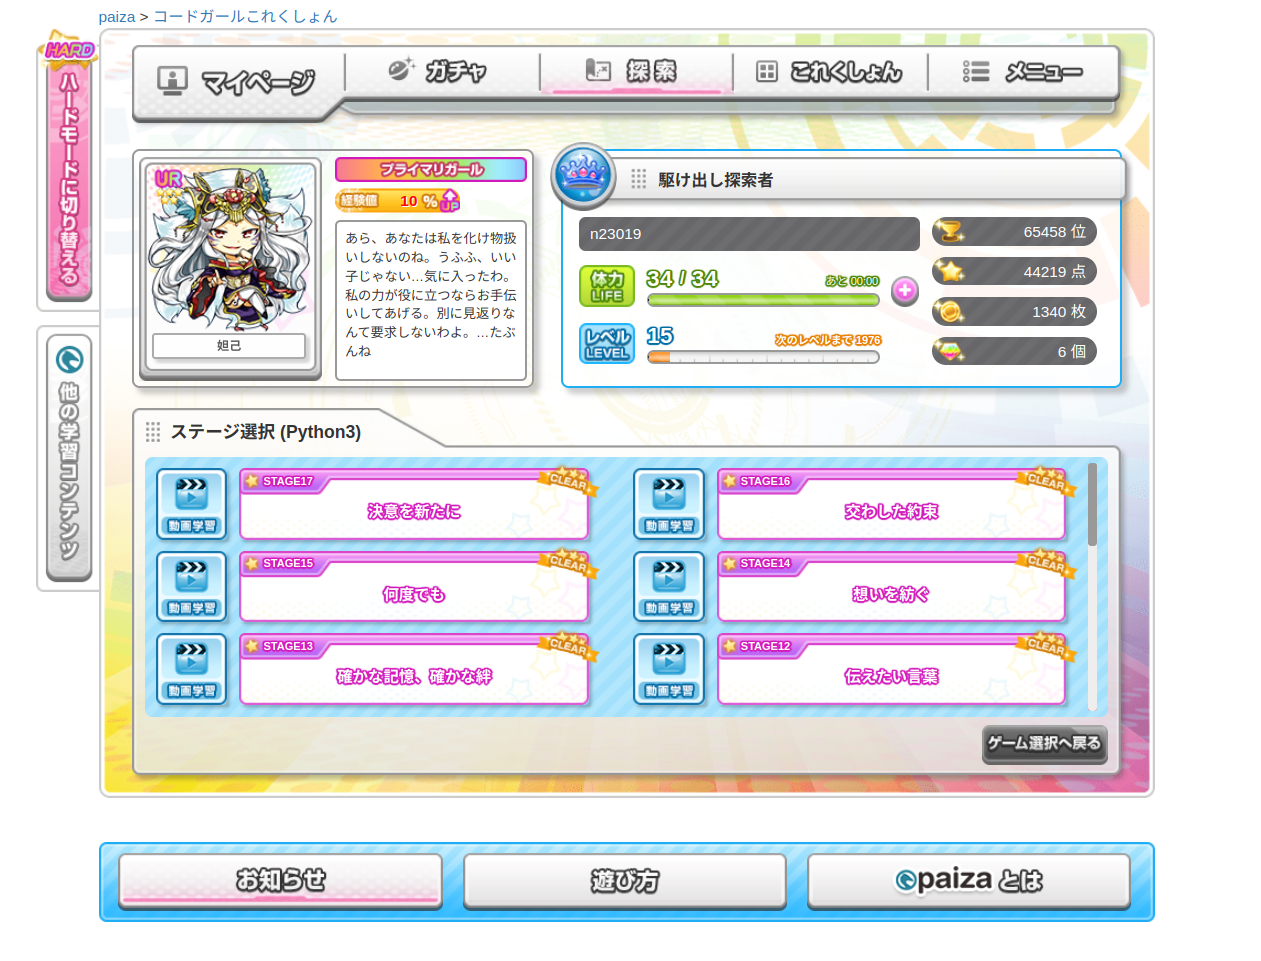 paiza > コードガールこれくしょん
HARD
ハードモードに切り替える
他の学習コンテンツ
マイページ
ガチャ
探索
これくしょん
メニュー
UR
妲己
プライマリガール
経験値 10 % UP
あら、あなたは私を化け物扱
いしないのね。うふふ、いい
子じゃない…気に入ったわ。
私の力が役に立つならお手伝
いしてあげる。別に見返りな
んて要求しないわよ。…たぶ
んね
駆け出し探索者
n23019
体力 LIFE
34 / 34
あと 00:00
レベル LEVEL
15
次のレベルまで 1976
65458 位
44219 点
1340 枚
6 個
ステージ選択 (Python3)
動画学習
STAGE17
CLEAR
決意を新たに
動画学習
STAGE16
CLEAR
交わした約束
動画学習
STAGE15
CLEAR
何度でも
動画学習
STAGE14
CLEAR
想いを紡ぐ
動画学習
STAGE13
CLEAR
確かな記憶、確かな絆
動画学習
STAGE12
CLEAR
伝えたい言葉
ゲーム選択へ戻る
お知らせ
遊び方
paiza とは